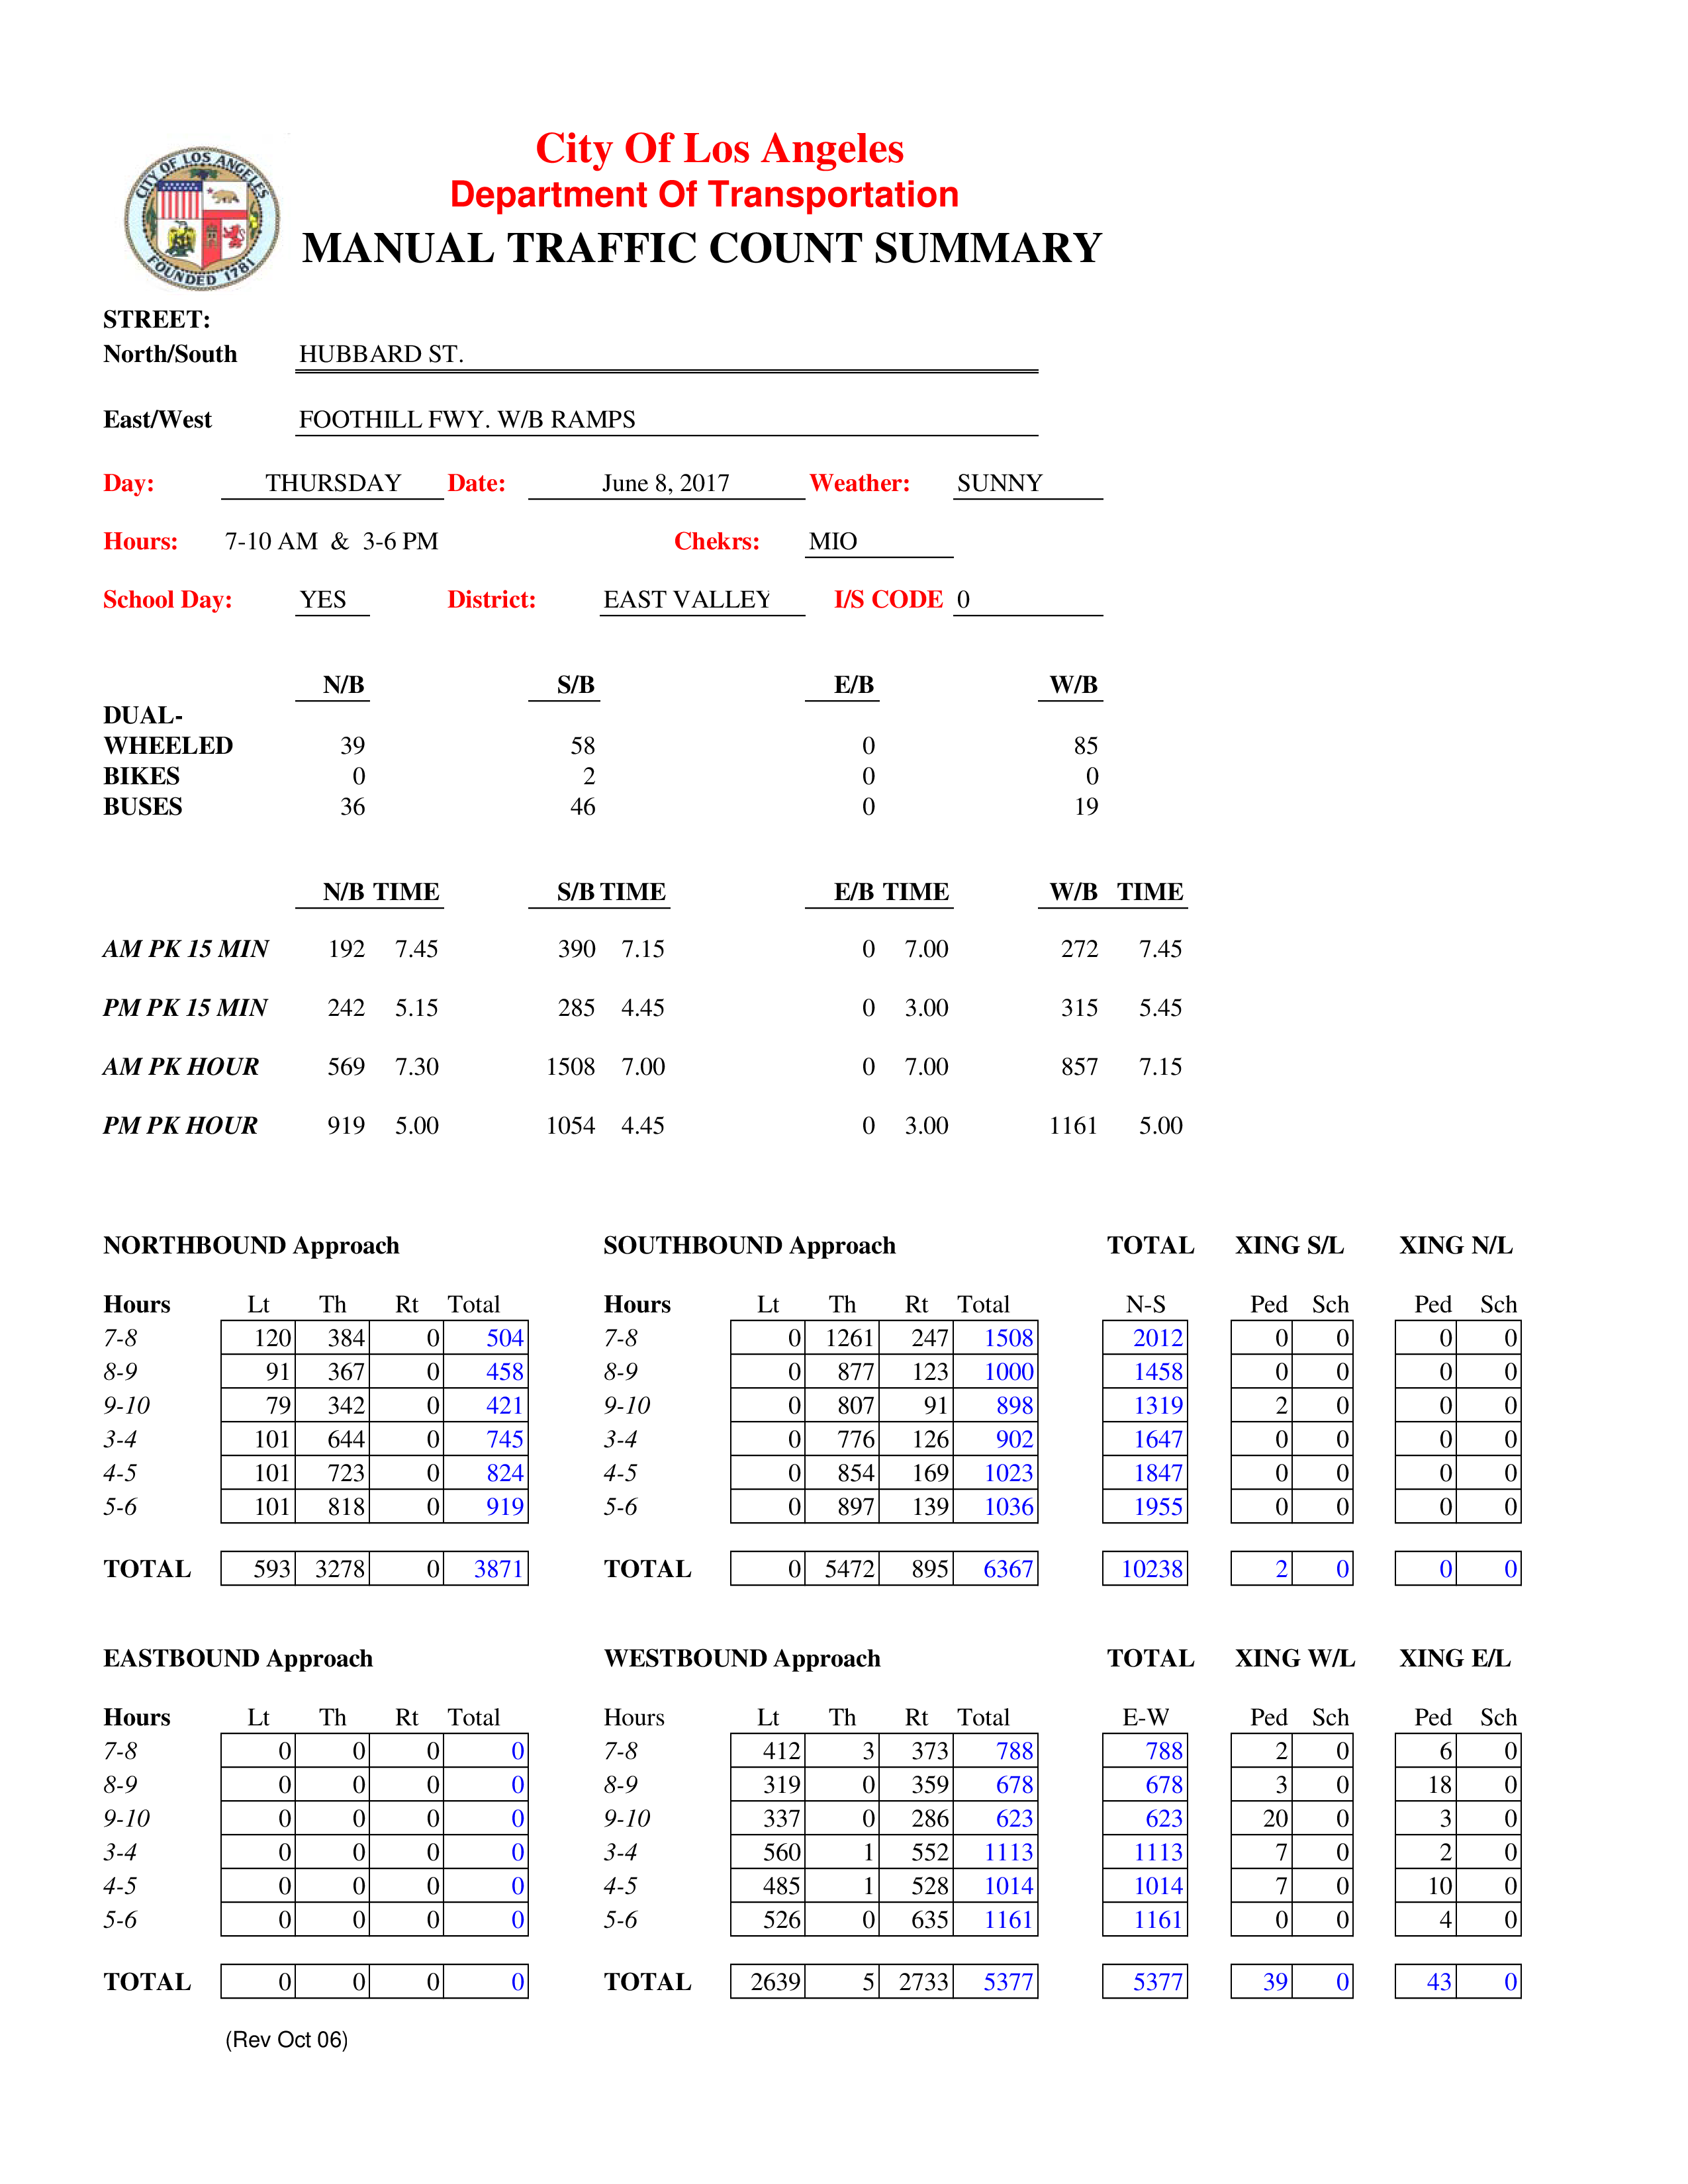 CITY OF LOS ANGELES
FOUNDED 1781
City Of Los Angeles
Department Of Transportation
MANUAL TRAFFIC COUNT SUMMARY
STREET:
North/South HUBBARD ST.
East/West FOOTHILL FWY. W/B RAMPS
Day: THURSDAY Date: June 8, 2017 Weather: SUNNY
Hours: 7-10 AM & 3-6 PM Chekrs: MIO
School Day: YES District: EAST VALLEY I/S CODE 0
N/B S/B E/B W/B
DUAL-
WHEELED 39 58 0 85
BIKES 0 2 0 0
BUSES 36 46 0 19
N/B TIME S/B TIME E/B TIME W/B TIME
AM PK 15 MIN 192 7.45 390 7.15 0 7.00 272 7.45
PM PK 15 MIN 242 5.15 285 4.45 0 3.00 315 5.45
AM PK HOUR 569 7.30 1508 7.00 0 7.00 857 7.15
PM PK HOUR 919 5.00 1054 4.45 0 3.00 1161 5.00
NORTHBOUND Approach SOUTHBOUND Approach TOTAL XING S/L XING N/L
Hours Lt Th Rt Total Hours Lt Th Rt Total N-S Ped Sch Ped Sch
7-8 120 384 0 504 7-8 0 1261 247 1508 2012 0 0 0 0
8-9 91 367 0 458 8-9 0 877 123 1000 1458 0 0 0 0
9-10 79 342 0 421 9-10 0 807 91 898 1319 2 0 0 0
3-4 101 644 0 745 3-4 0 776 126 902 1647 0 0 0 0
4-5 101 723 0 824 4-5 0 854 169 1023 1847 0 0 0 0
5-6 101 818 0 919 5-6 0 897 139 1036 1955 0 0 0 0
TOTAL 593 3278 0 3871 TOTAL 0 5472 895 6367 10238 2 0 0 0
EASTBOUND Approach WESTBOUND Approach TOTAL XING W/L XING E/L
Hours Lt Th Rt Total Hours Lt Th Rt Total E-W Ped Sch Ped Sch
7-8 0 0 0 0 7-8 412 3 373 788 788 2 0 6 0
8-9 0 0 0 0 8-9 319 0 359 678 678 3 0 18 0
9-10 0 0 0 0 9-10 337 0 286 623 623 20 0 3 0
3-4 0 0 0 0 3-4 560 1 552 1113 1113 7 0 2 0
4-5 0 0 0 0 4-5 485 1 528 1014 1014 7 0 10 0
5-6 0 0 0 0 5-6 526 0 635 1161 1161 0 0 4 0
TOTAL 0 0 0 0 TOTAL 2639 5 2733 5377 5377 39 0 43 0
(Rev Oct 06)